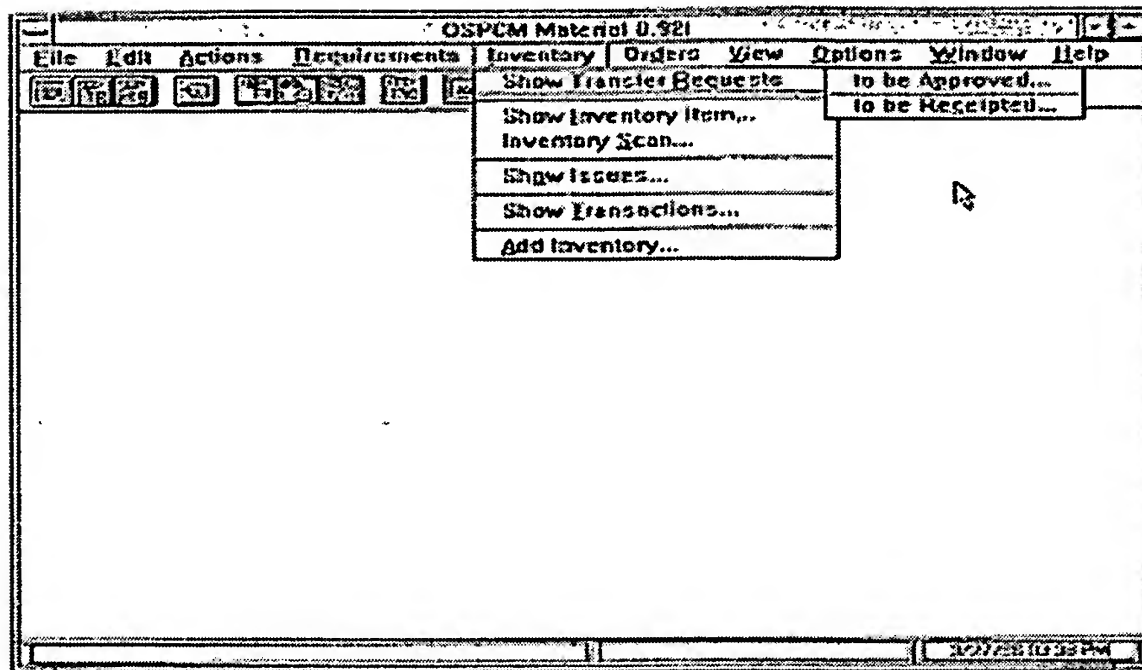 OSPCM Material 0.92I
File Edit Actions Requirements Inventory Orders View Options Window Help
Show Transfer Requests to be Approved...
to be Receipted...
Show Inventory Item...
Inventory Scan...
Show Issues...
Show Transactions...
Add Inventory...